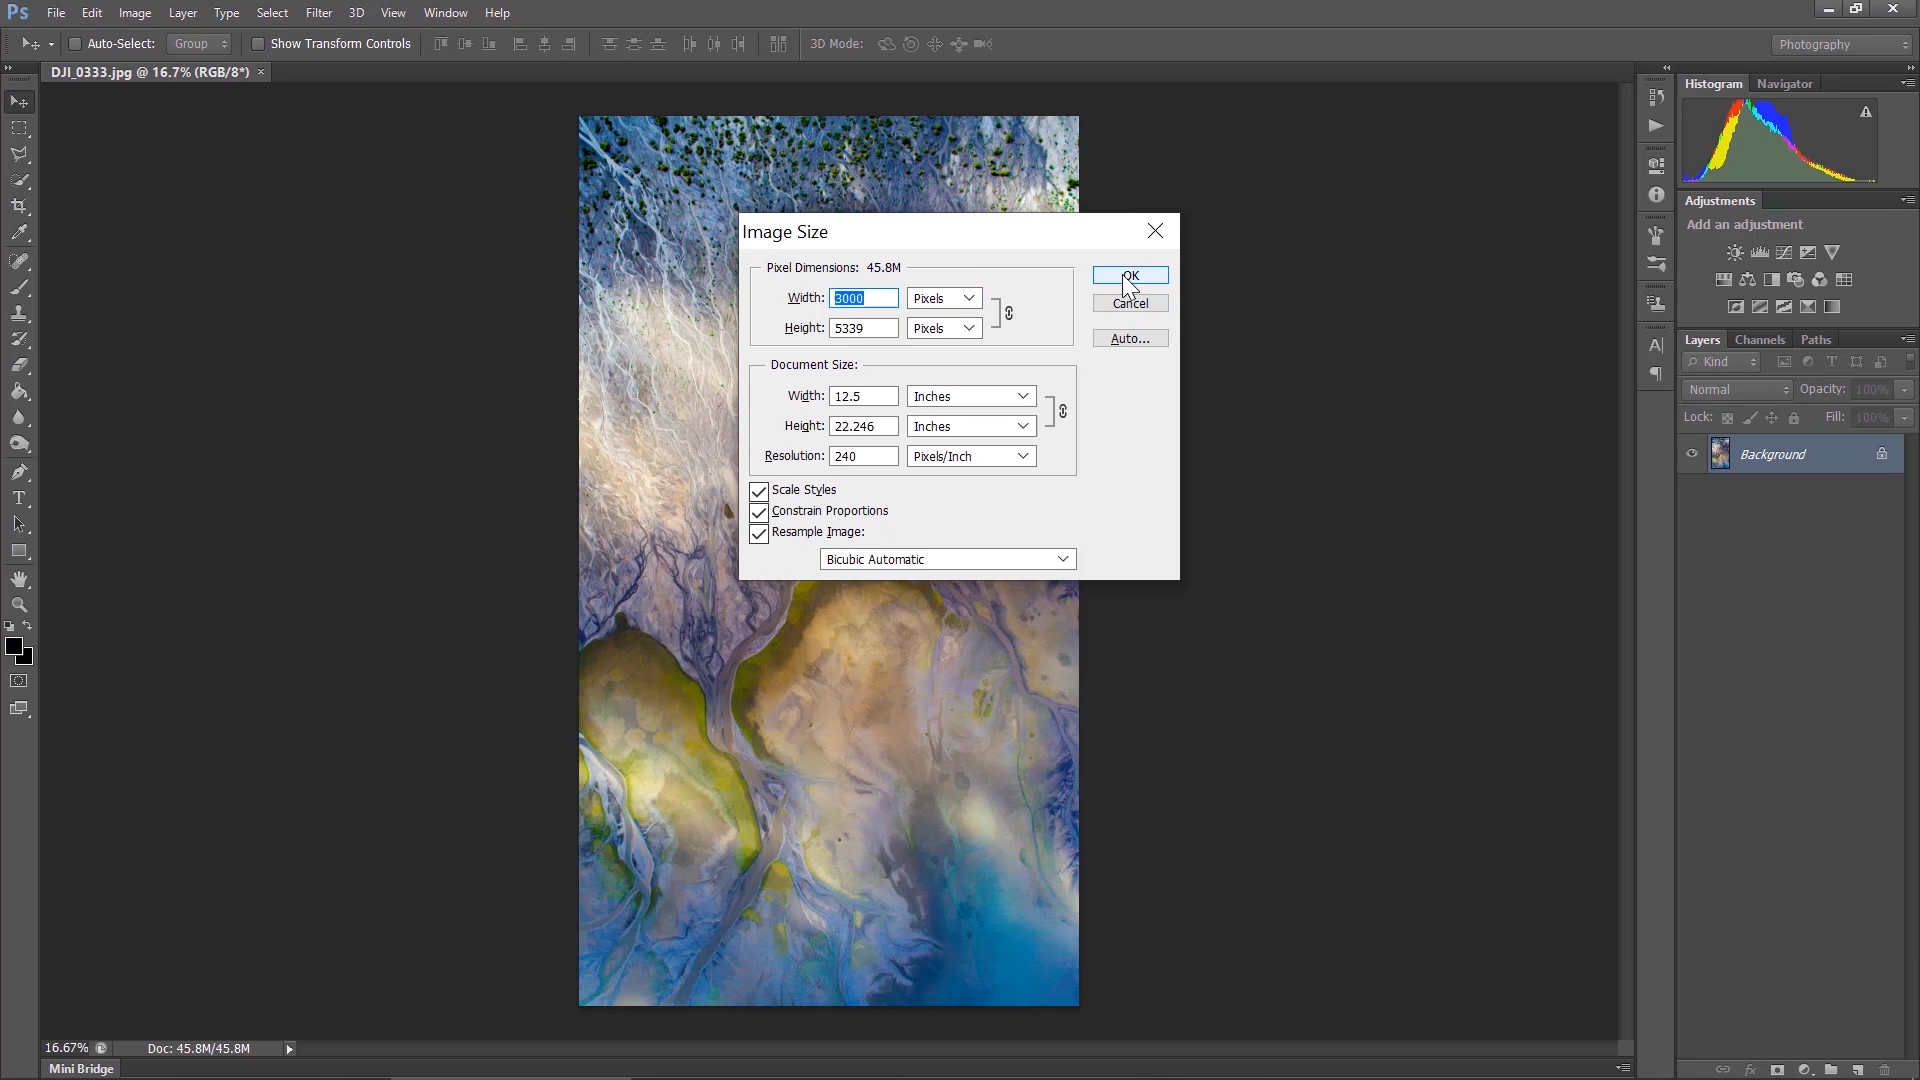 Ps File Edit Image Layer Type Select Filter 3D View Window Help
Auto-Select: Group Show Transform Controls 3D Mode: Photography
DJI_0333.jpg @ 16.7% (RGB/8*) ×
Histogram Navigator
Adjustments
Add an adjustment
Layers Channels Paths
Kind
Normal Opacity: 100%
Lock: Fill: 100%
Background
Image Size
Pixel Dimensions: 45.8M
Width: 3000 Pixels
Height: 5339 Pixels
OK
Cancel
Auto...
Document Size:
Width: 12.5 Inches
Height: 22.246 Inches
Resolution: 240 Pixels/Inch
Scale Styles
Constrain Proportions
Resample Image:
Bicubic Automatic
16.67% Doc: 45.8M/45.8M
Mini Bridge